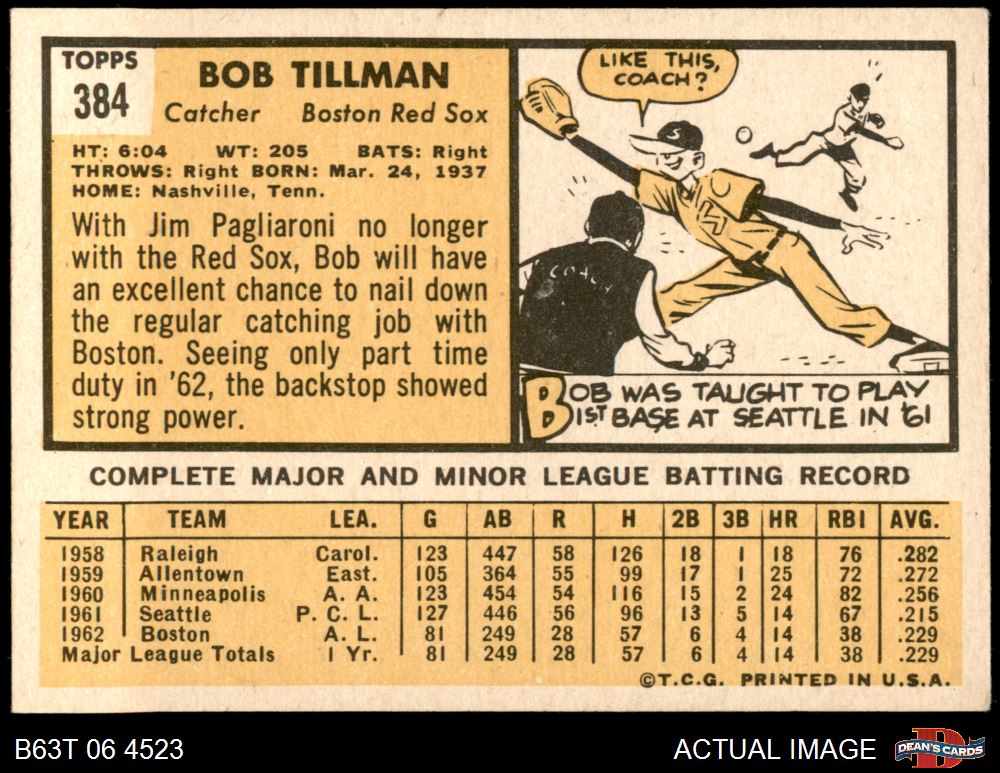 TOPPS
384
BOB TILLMAN
Catcher Boston Red Sox
HT: 6:04 WT: 205 BATS: Right
THROWS: Right BORN: Mar. 24, 1937
HOME: Nashville, Tenn.
With Jim Pagliaroni no longer
with the Red Sox, Bob will have
an excellent chance to nail down
the regular catching job with
Boston. Seeing only part time
duty in '62, the backstop showed
strong power.
LIKE THIS,
COACH?
S
COACH
BOB WAS TAUGHT TO PLAY
1ST BASE AT SEATTLE IN '61
COMPLETE MAJOR AND MINOR LEAGUE BATTING RECORD
YEAR TEAM LEA. G AB R H 2B 3B HR RBI AVG.
1958 Raleigh Carol. 123 447 58 126 18 1 18 76 .282
1959 Allentown East. 105 364 55 99 17 1 25 72 .272
1960 Minneapolis A. A. 123 454 54 116 15 2 24 82 .256
1961 Seattle P. C. L. 127 446 56 96 13 5 14 67 .215
1962 Boston A. L. 81 249 28 57 6 4 14 38 .229
Major League Totals 1 Yr. 81 249 28 57 6 4 14 38 .229
©T.C.G. PRINTED IN U.S.A.
B63T 06 4523 ACTUAL IMAGE DEAN'S CARDS